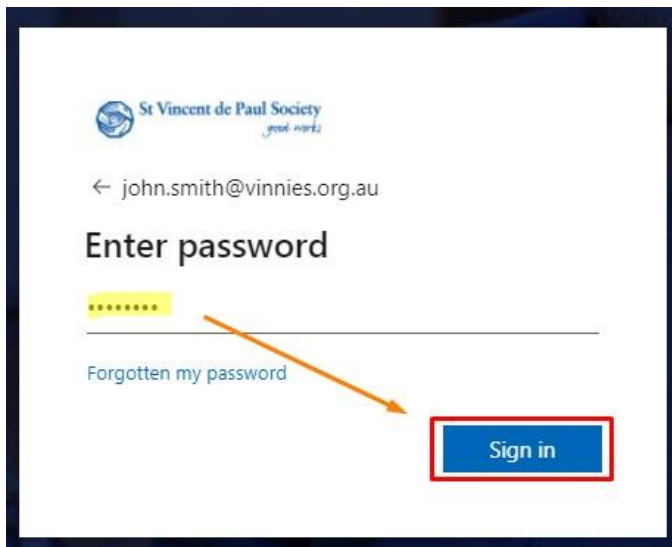 St Vincent de Paul Society
good works
← john.smith@vinnies.org.au
Enter password
••••••••
Forgotten my password
Sign in